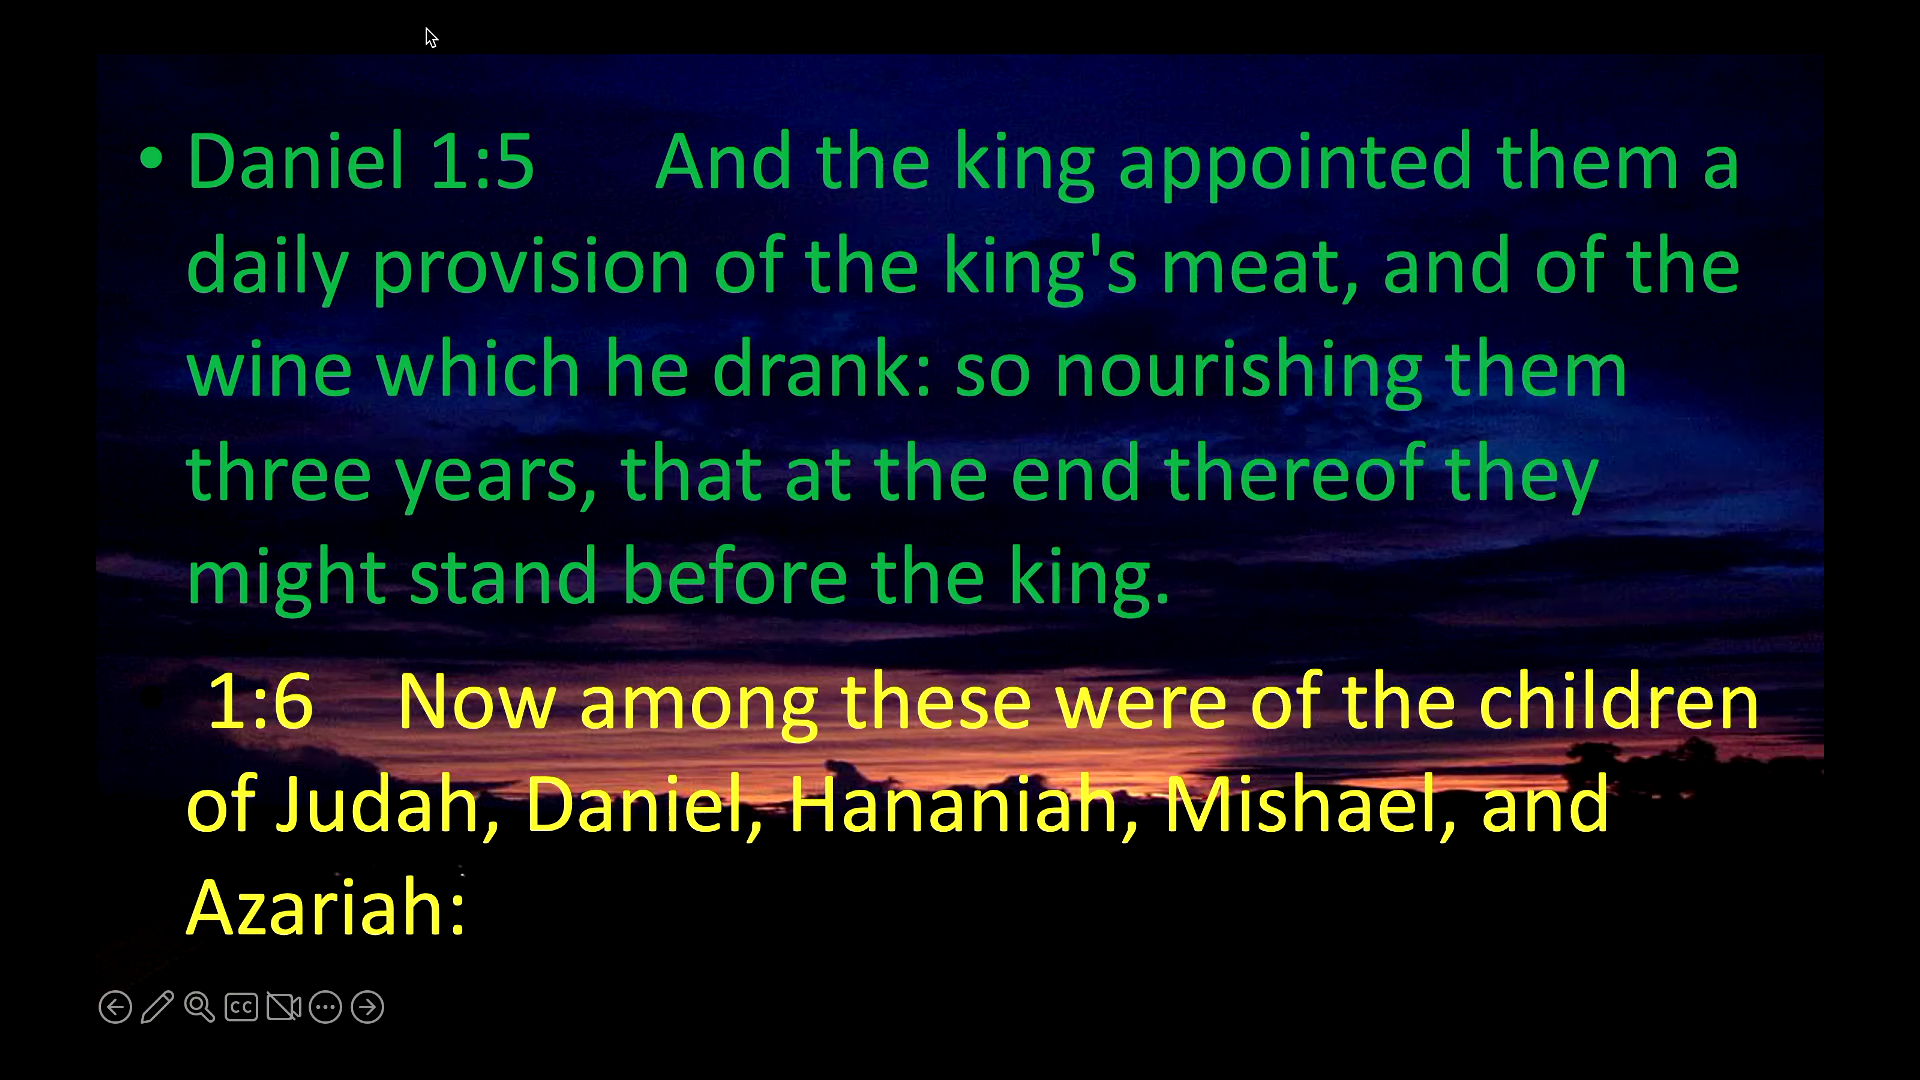 • Daniel 1:5 And the king appointed them a
daily provision of the king's meat, and of the
wine which he drank: so nourishing them
three years, that at the end thereof they
might stand before the king.
1:6 Now among these were of the children
of Judah, Daniel, Hananiah, Mishael, and
Azariah:
CC